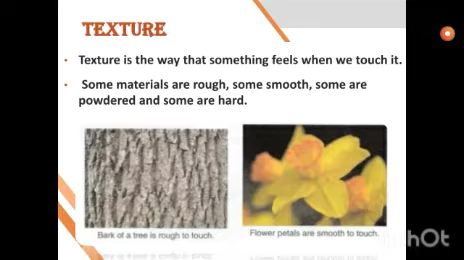 TEXTURE
• Texture is the way that something feels when we touch it.
• Some materials are rough, some smooth, some are
powdered and some are hard.
Bark of a tree is rough to touch.
Flower petals are smooth to touch.